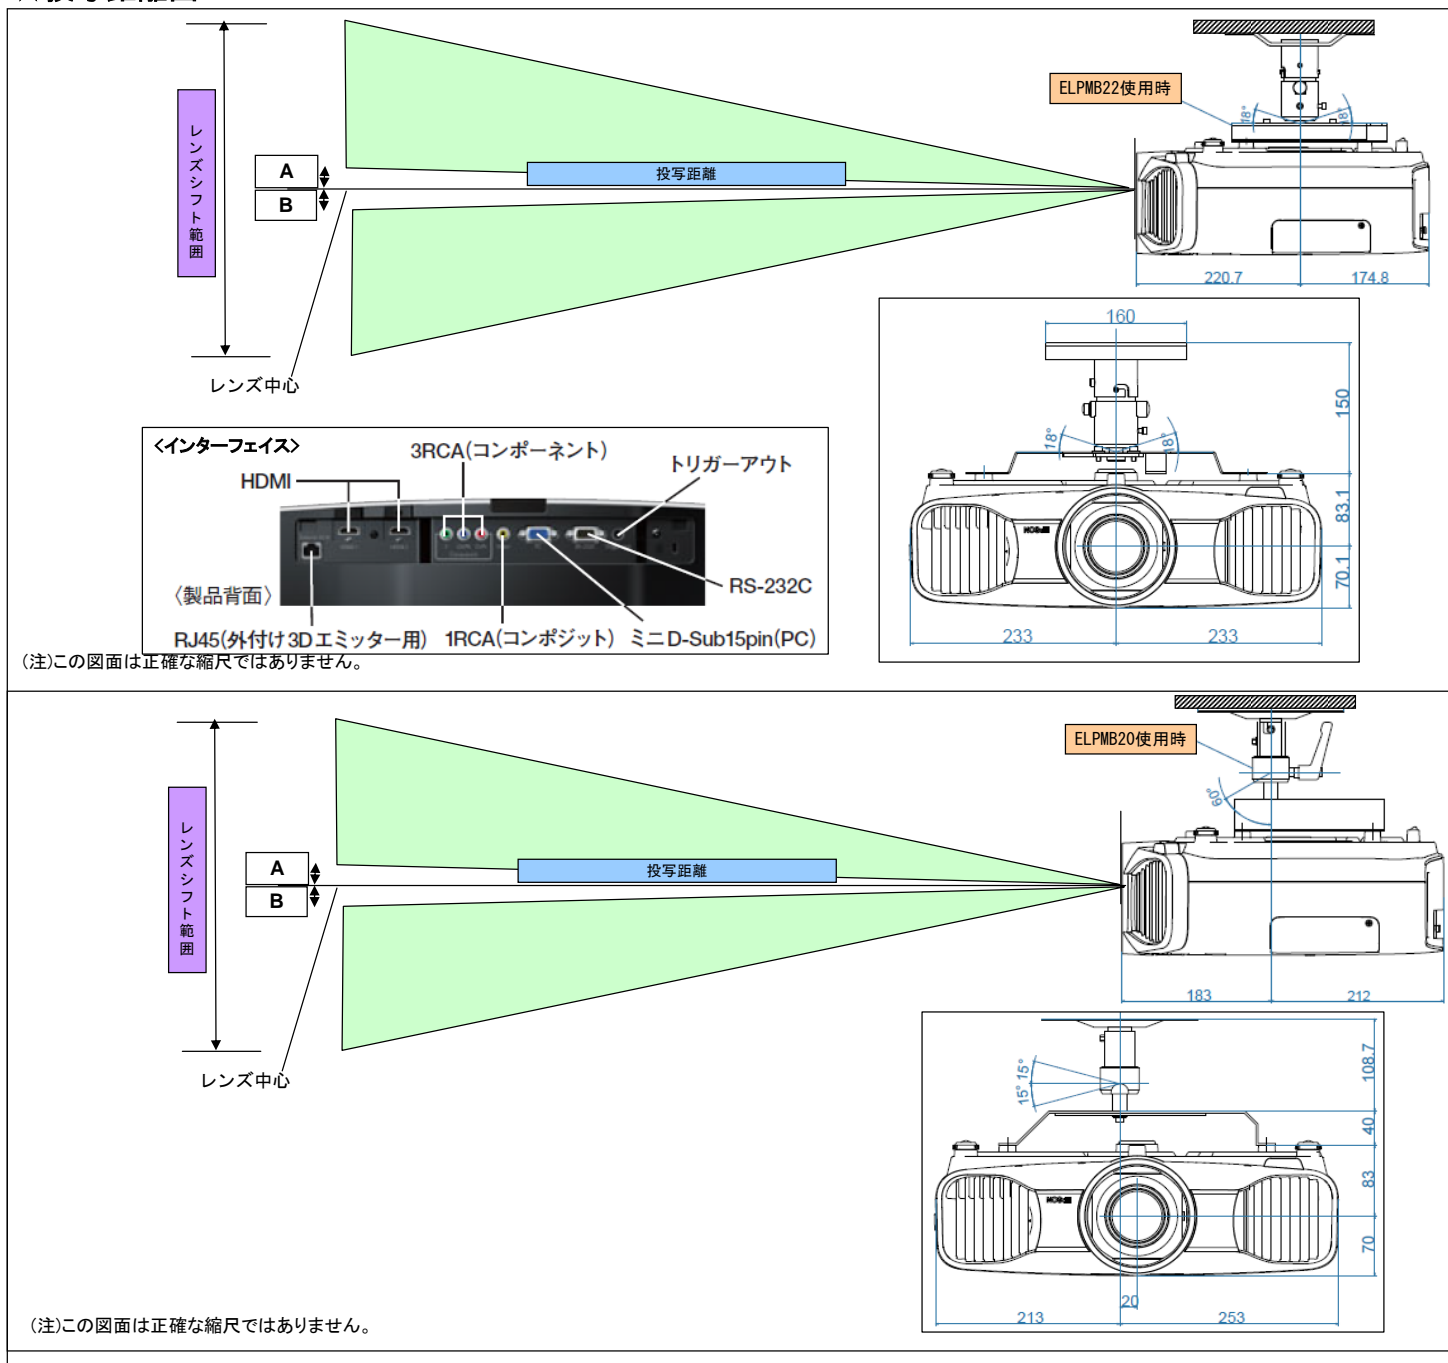 ELPMB22使用時
18°
18°
レンズシフト範囲
A
投写距離
B
220.7
174.8
レンズ中心
160
150
18°
18°
83.1
70.1
EPSON
233
233
<インターフェイス>
3RCA(コンポーネント)
トリガーアウト
HDMI
RS-232C
〈製品背面〉
RJ45(外付け3Dエミッター用)
1RCA(コンポジット)
ミニD-Sub15pin(PC)
(注)この図面は正確な縮尺ではありません。
ELPMB20使用時
60°
レンズシフト範囲
A
投写距離
B
183
212
レンズ中心
108.7
15°
15°
40
83
70
EPSON
20
213
253
(注)この図面は正確な縮尺ではありません。